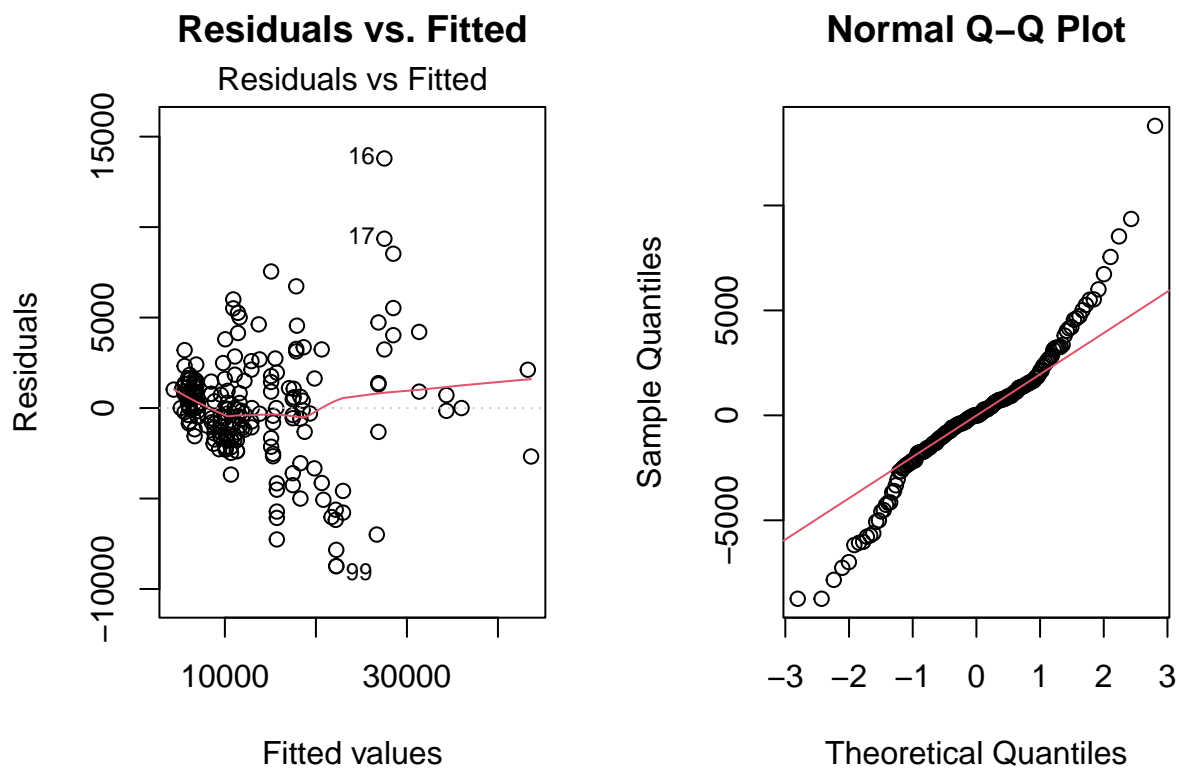 Residuals vs. Fitted
Residuals vs Fitted
15000
5000
0
−10000
Residuals
16
17
99
10000
30000
Fitted values
Normal Q−Q Plot
5000
0
−5000
Sample Quantiles
−3
−2
−1
0
1
2
3
Theoretical Quantiles